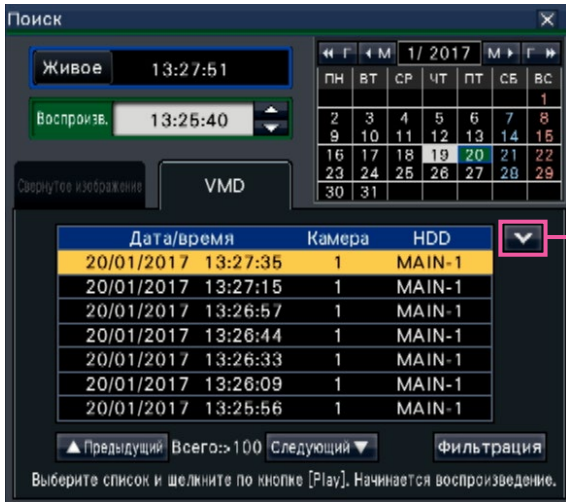 Поиск
« Г ◂ М 1/ 2017 М ▸ Г »
Живое 13:27:51
Воспроизв. 13:25:40
ПН ВТ СР ЧТ ПТ СБ ВС
1
2 3 4 5 6 7 8
9 10 11 12 13 14 15
16 17 18 19 20 21 22
23 24 25 26 27 28 29
30 31
Свернутое изображение VMD
Дата/время Камера HDD
20/01/2017 13:27:35 1 MAIN-1
20/01/2017 13:27:15 1 MAIN-1
20/01/2017 13:26:57 1 MAIN-1
20/01/2017 13:26:44 1 MAIN-1
20/01/2017 13:26:33 1 MAIN-1
20/01/2017 13:26:09 1 MAIN-1
20/01/2017 13:25:56 1 MAIN-1
▲ Предыдущий Всего:>100 Следующий ▼ Фильтрация
Выберите список и щелкните по кнопке [Play]. Начинается воспроизведение.